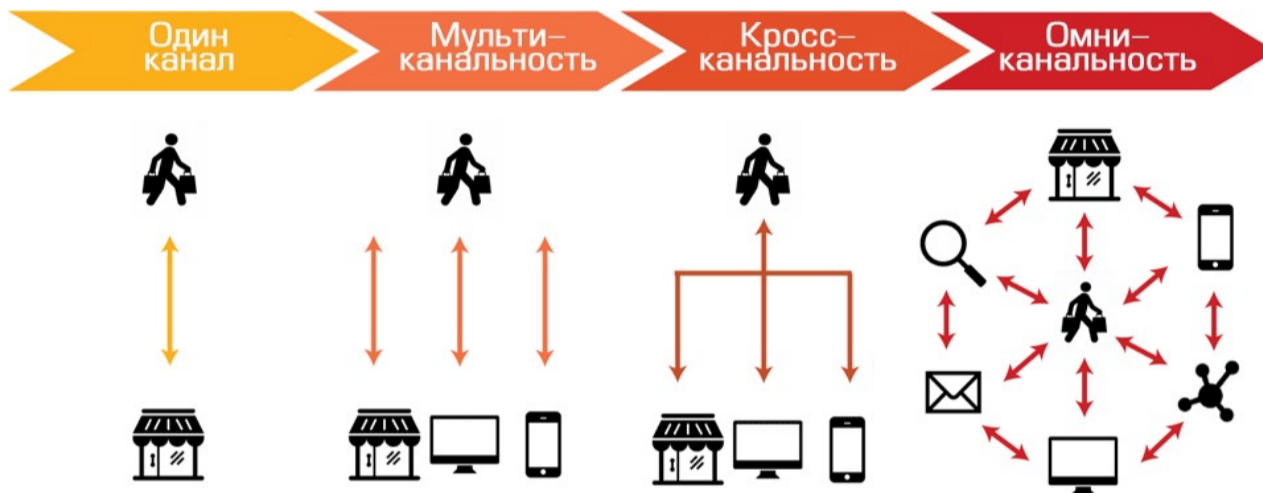 Один
канал
Мульти–
канальность
Кросс–
канальность
Омни–
канальность